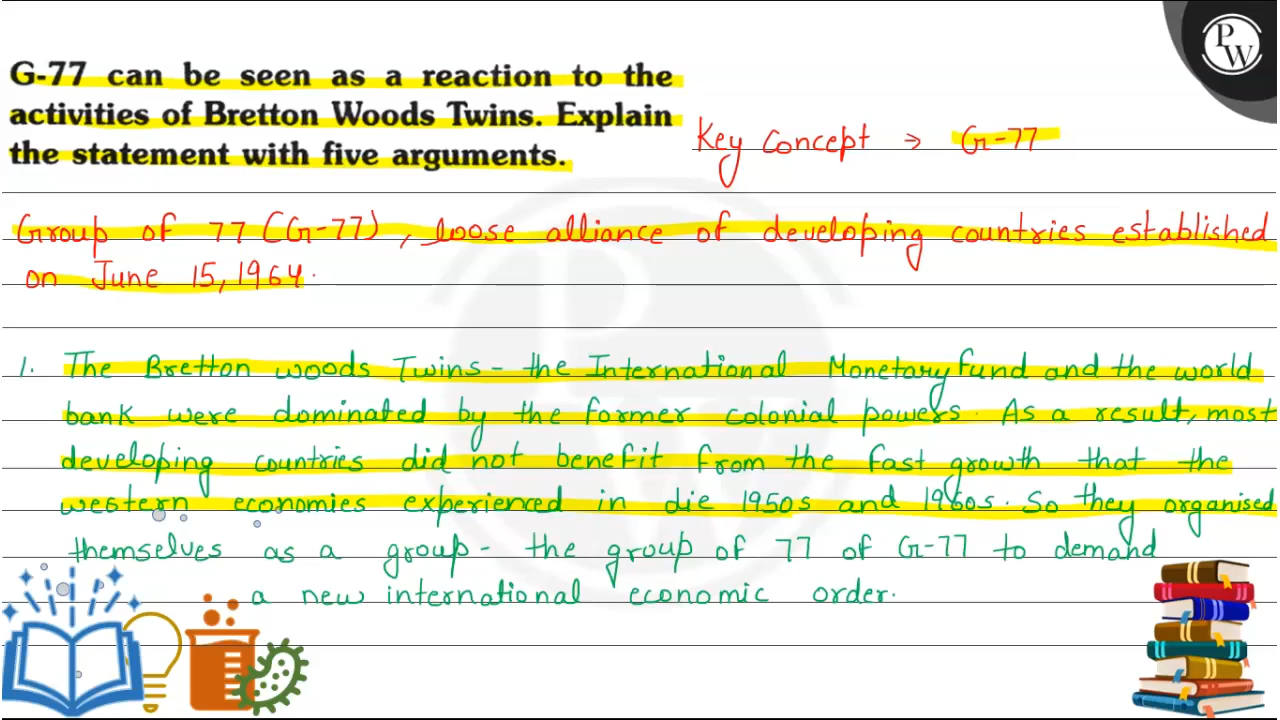 P
W
G-77 can be seen as a reaction to the
activities of Bretton Woods Twins. Explain
the statement with five arguments.
Key Concept → G-77
Group of 77 (G-77), loose alliance of developing countries established
on June 15, 1964.
1. The Bretton woods Twins - the International Monetary fund and the world
bank were dominated by the former colonial powers. As a result, most
developing countries did not benefit from the fast growth that the
western economies experienced in die 1950s and 1960s. So they organised
themselves as a group - the group of 77 of G-77 to demand
a new international economic order.